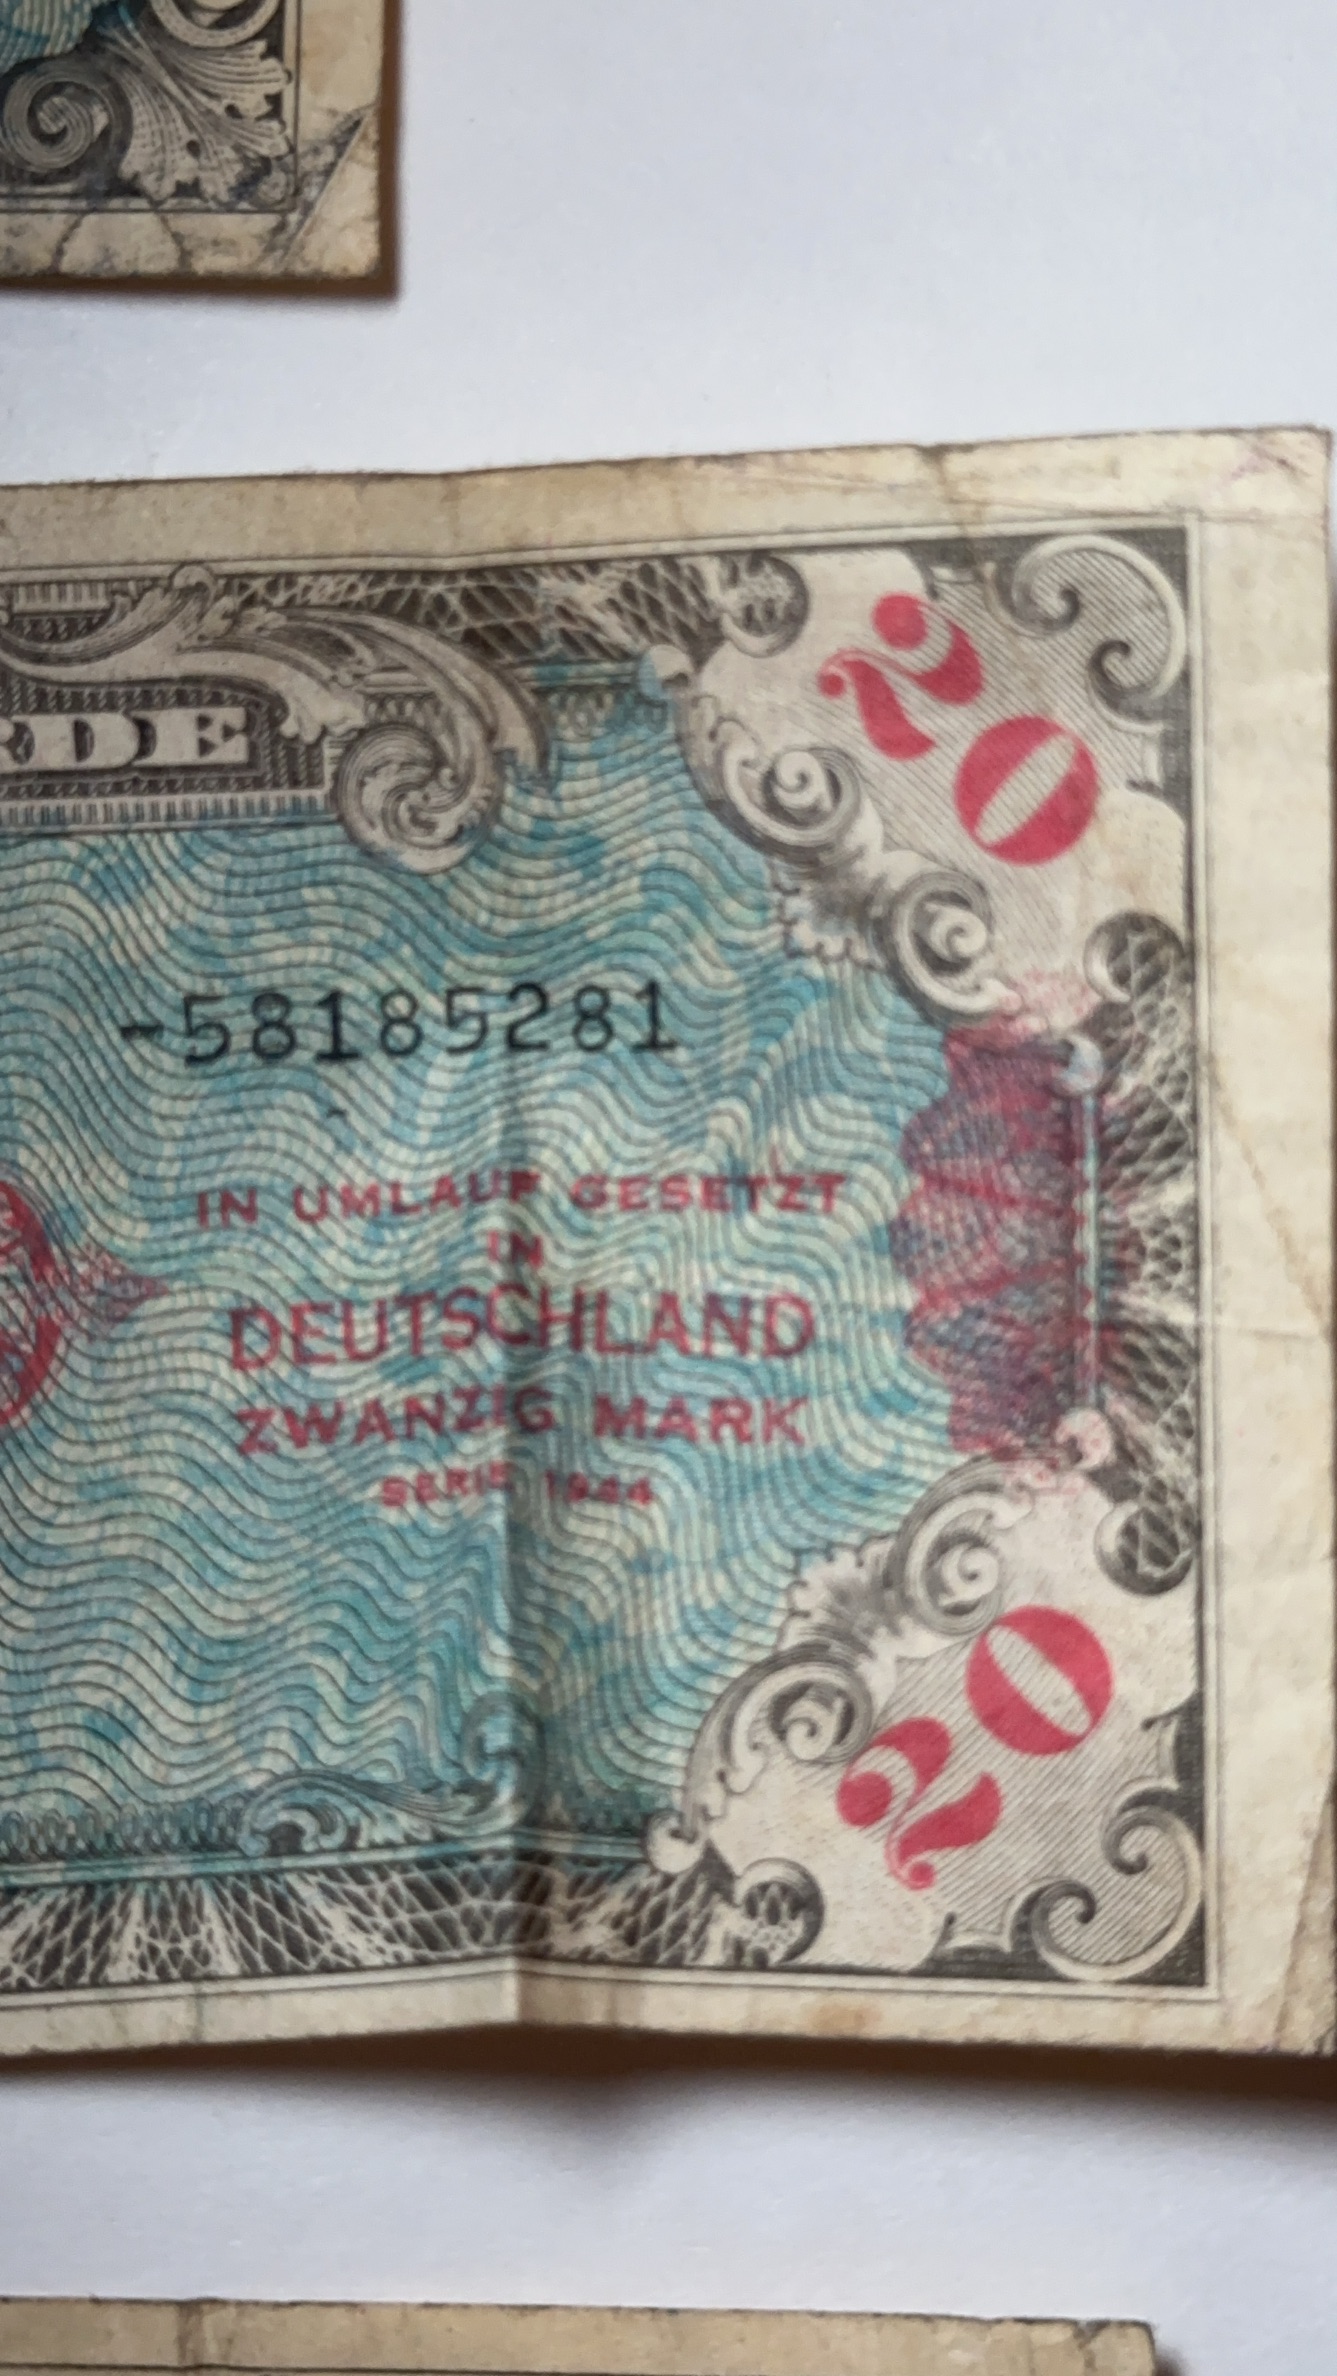 RDE
20
-58185281
IN UMLAUF GESETZT
IN
DEUTSCHLAND
ZWANZIG MARK
SERIE 1944
20